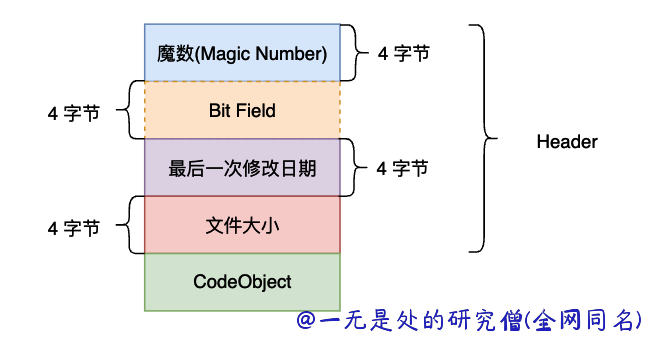 魔数(Magic Number)
4 字节
4 字节
Bit Field
Header
最后一次修改日期
4 字节
4 字节
文件大小
CodeObject
@一无是处的研究僧(全网同名)